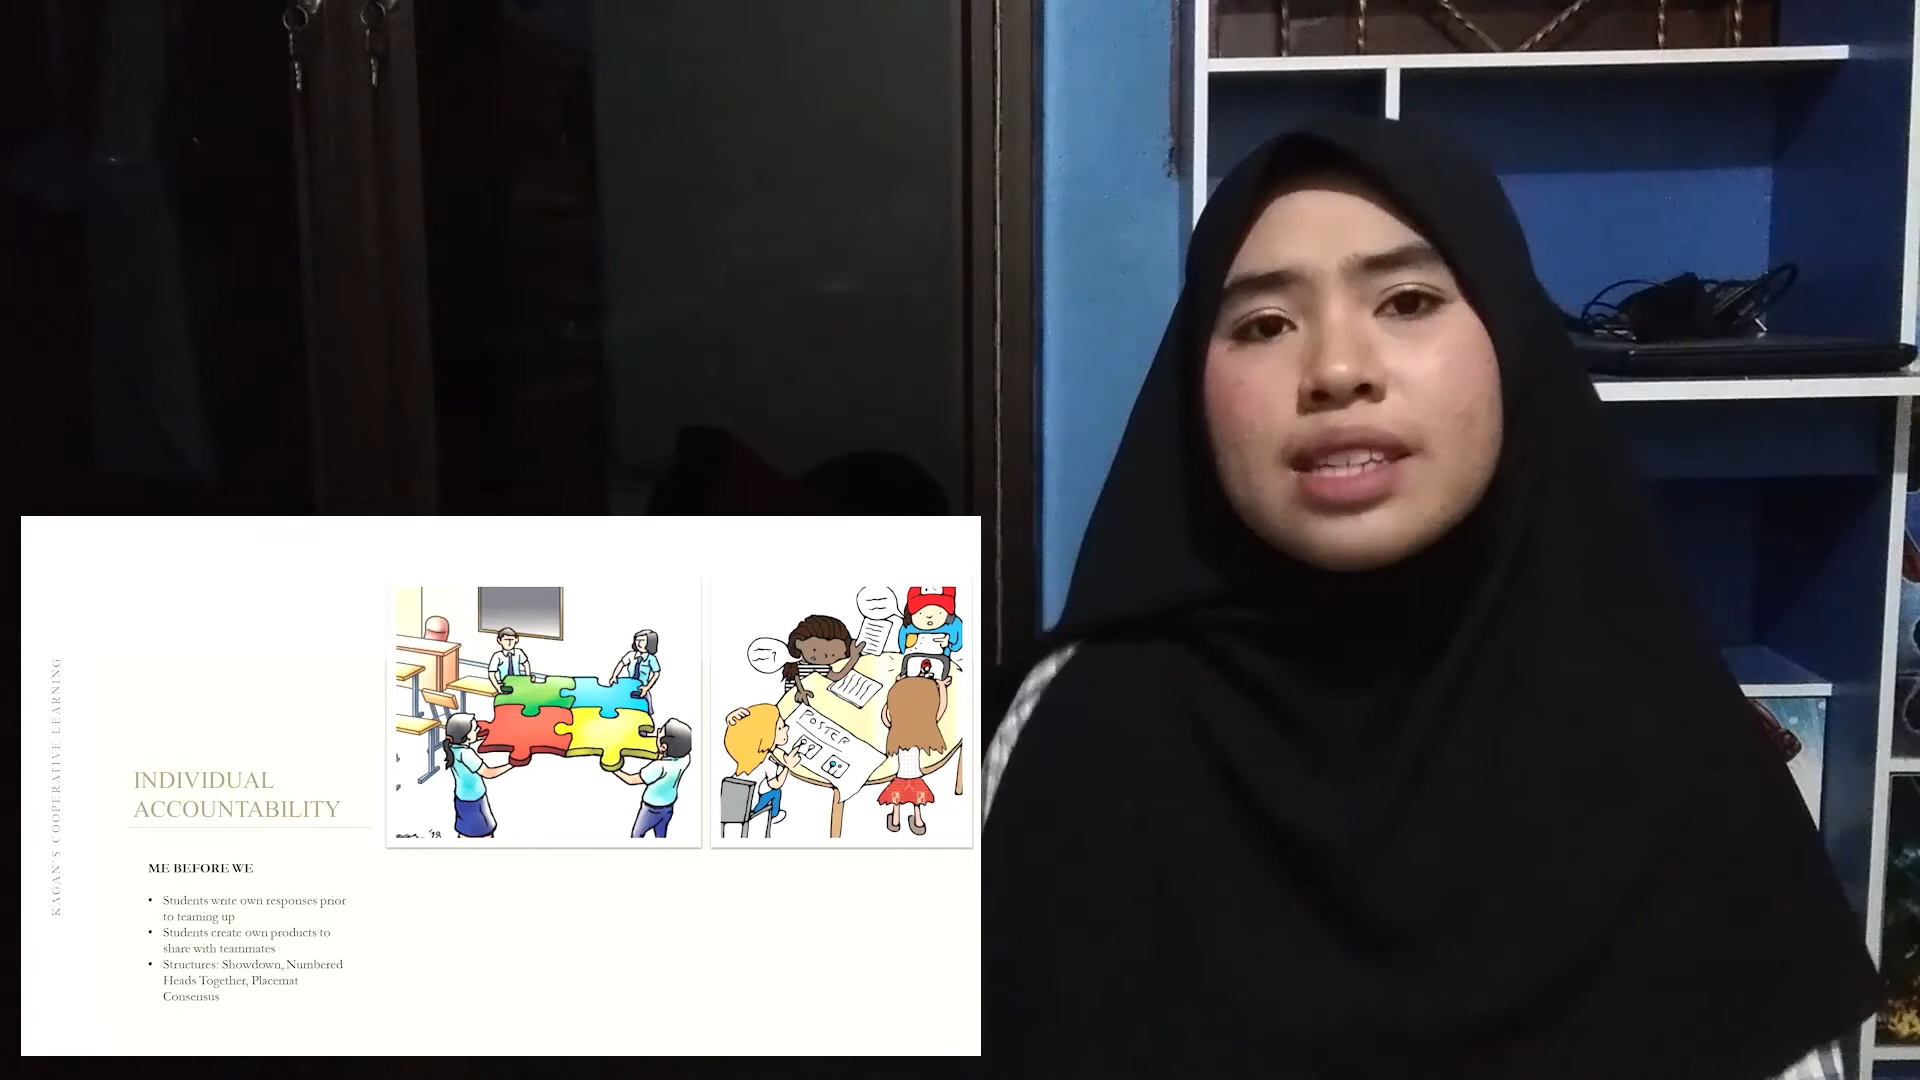 KAGAN'S COOPERATIVE LEARNING
INDIVIDUAL
ACCOUNTABILITY
ME BEFORE WE
• Students write own responses prior
to teaming up
• Students create own products to
share with teammates
• Structures: Showdown, Numbered
Heads Together, Placemat
Consensus
POSTER